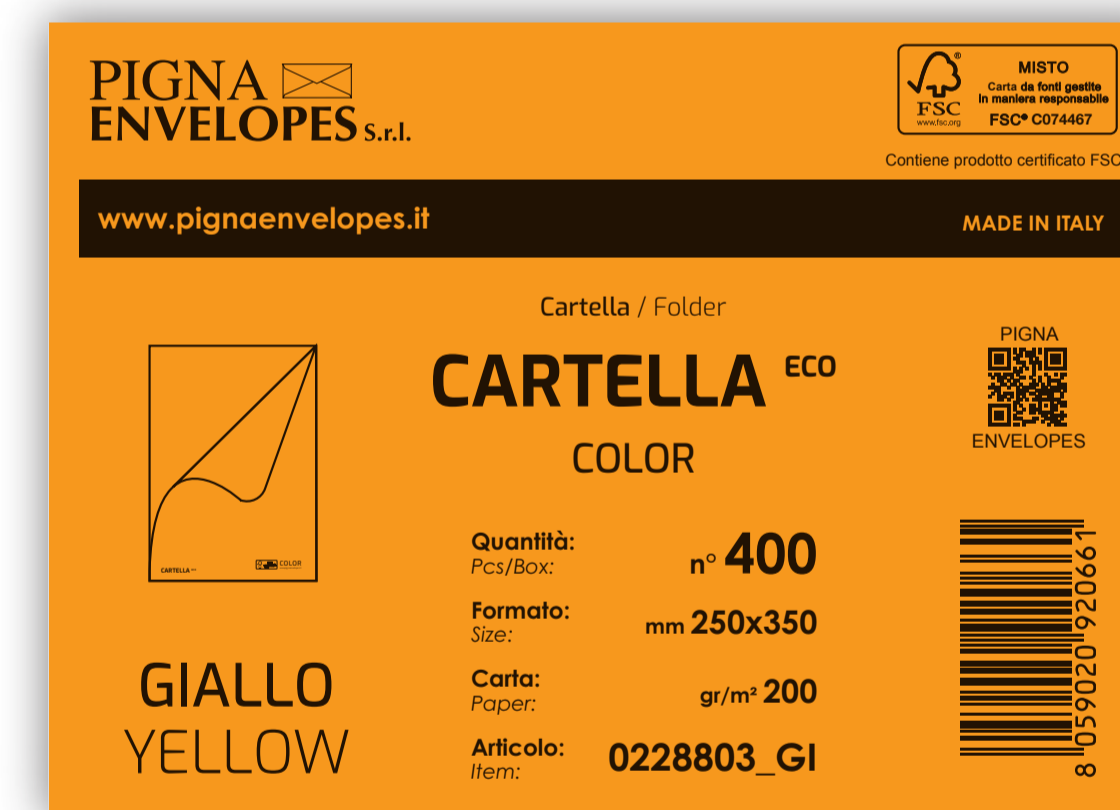 PIGNA
ENVELOPES S.r.l.
FSC®
www.fsc.org
MISTO
Carta da fonti gestite
in maniera responsabile
FSC® C074467
Contiene prodotto certificato FSC
www.pignaenvelopes.it
MADE IN ITALY
Cartella / Folder
CARTELLA ECO
COLOR
PIGNA
ENVELOPES
CARTELLA ECO
COLOR
GIALLO
YELLOW
Quantità:
Pcs/Box:
n° 400
Formato:
Size:
mm 250x350
Carta:
Paper:
gr/m² 200
Articolo:
Item:
0228803_GI
8 059020 920661